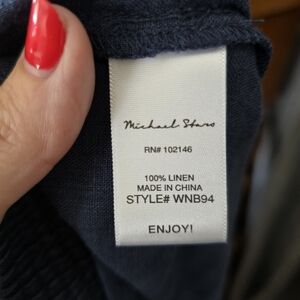 Michael Stars
RN# 102146
100% LINEN
MADE IN CHINA
STYLE# WNB94
ENJOY!